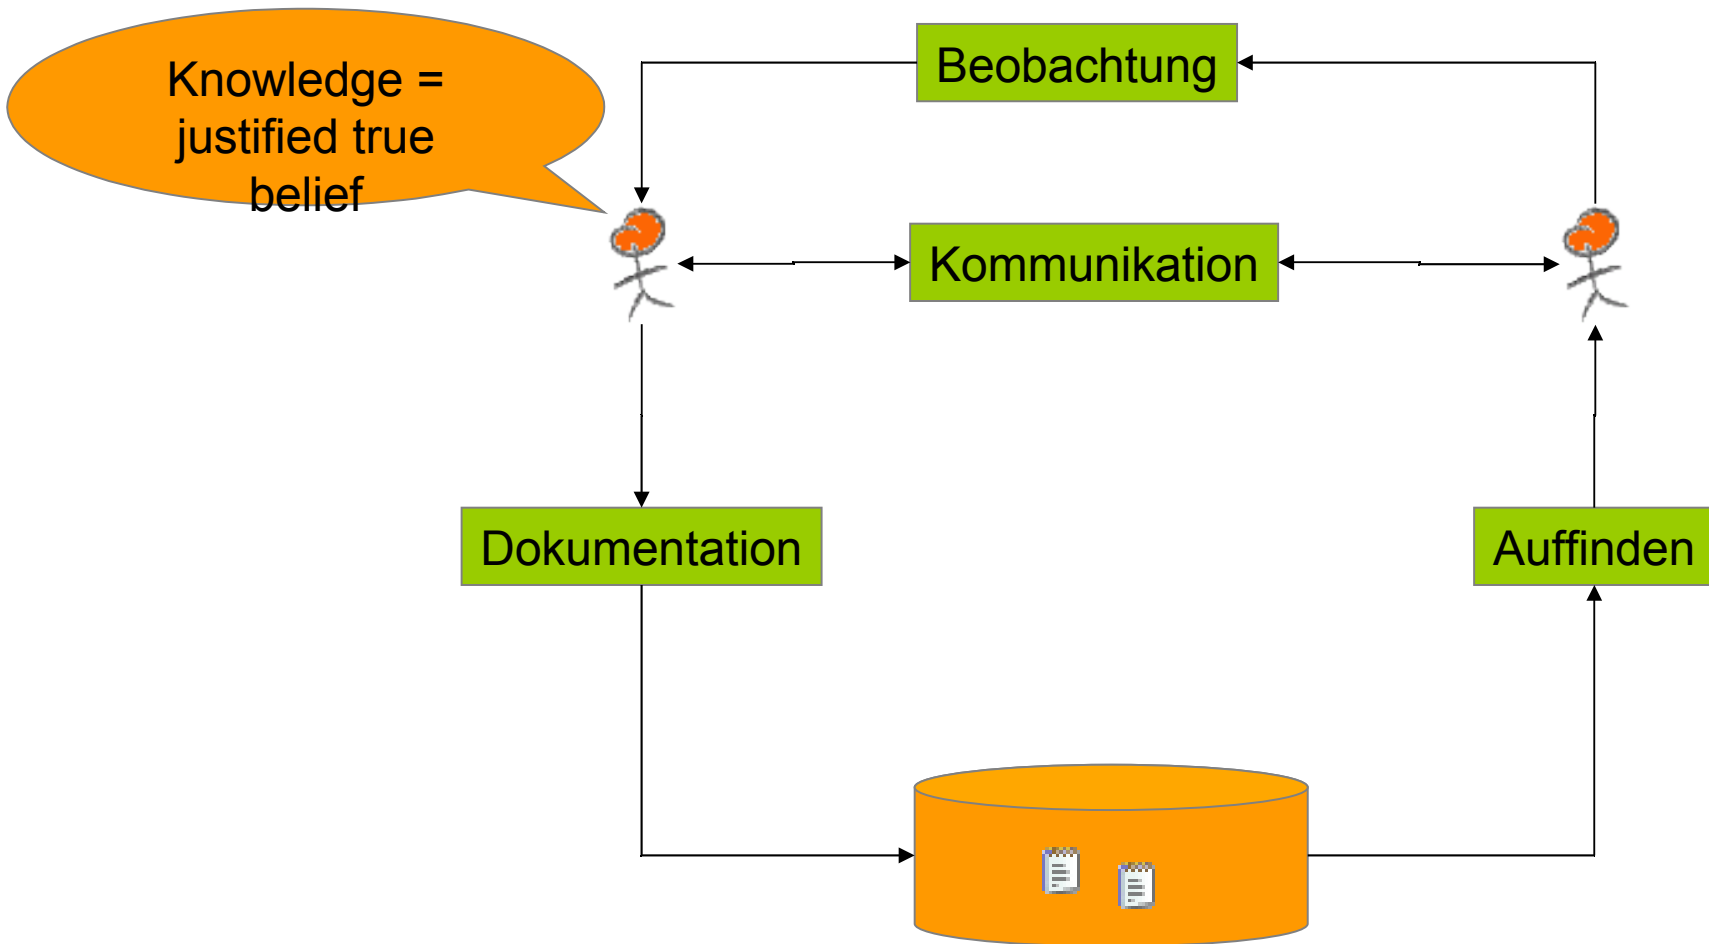 Knowledge =
justified true
belief
Beobachtung
Kommunikation
Dokumentation
Auffinden